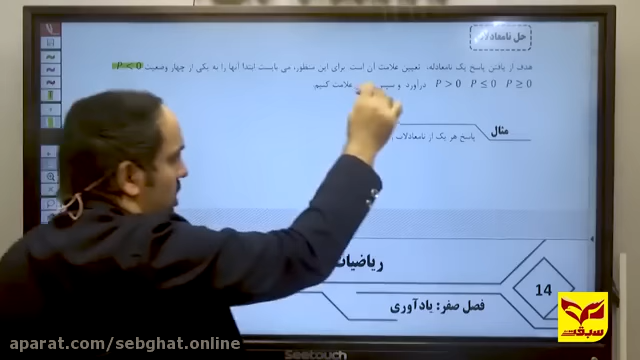 حل نامعادلات
هدف از یافتن پاسخ یک نامعادله، تعیین علامت آن است. برای این منظور، می بایست ابتدا آنها را به یکی از چهار وضعیت P < 0
P > 0 P ≤ 0 P ≥ 0 درآورد و سپس علامت کنیم
مثال
پاسخ هر یک از نامعادلات
ریاضیات
14
فصل صفر: یادآوری
سبقت
Seetouch
aparat.com/sebghat.online